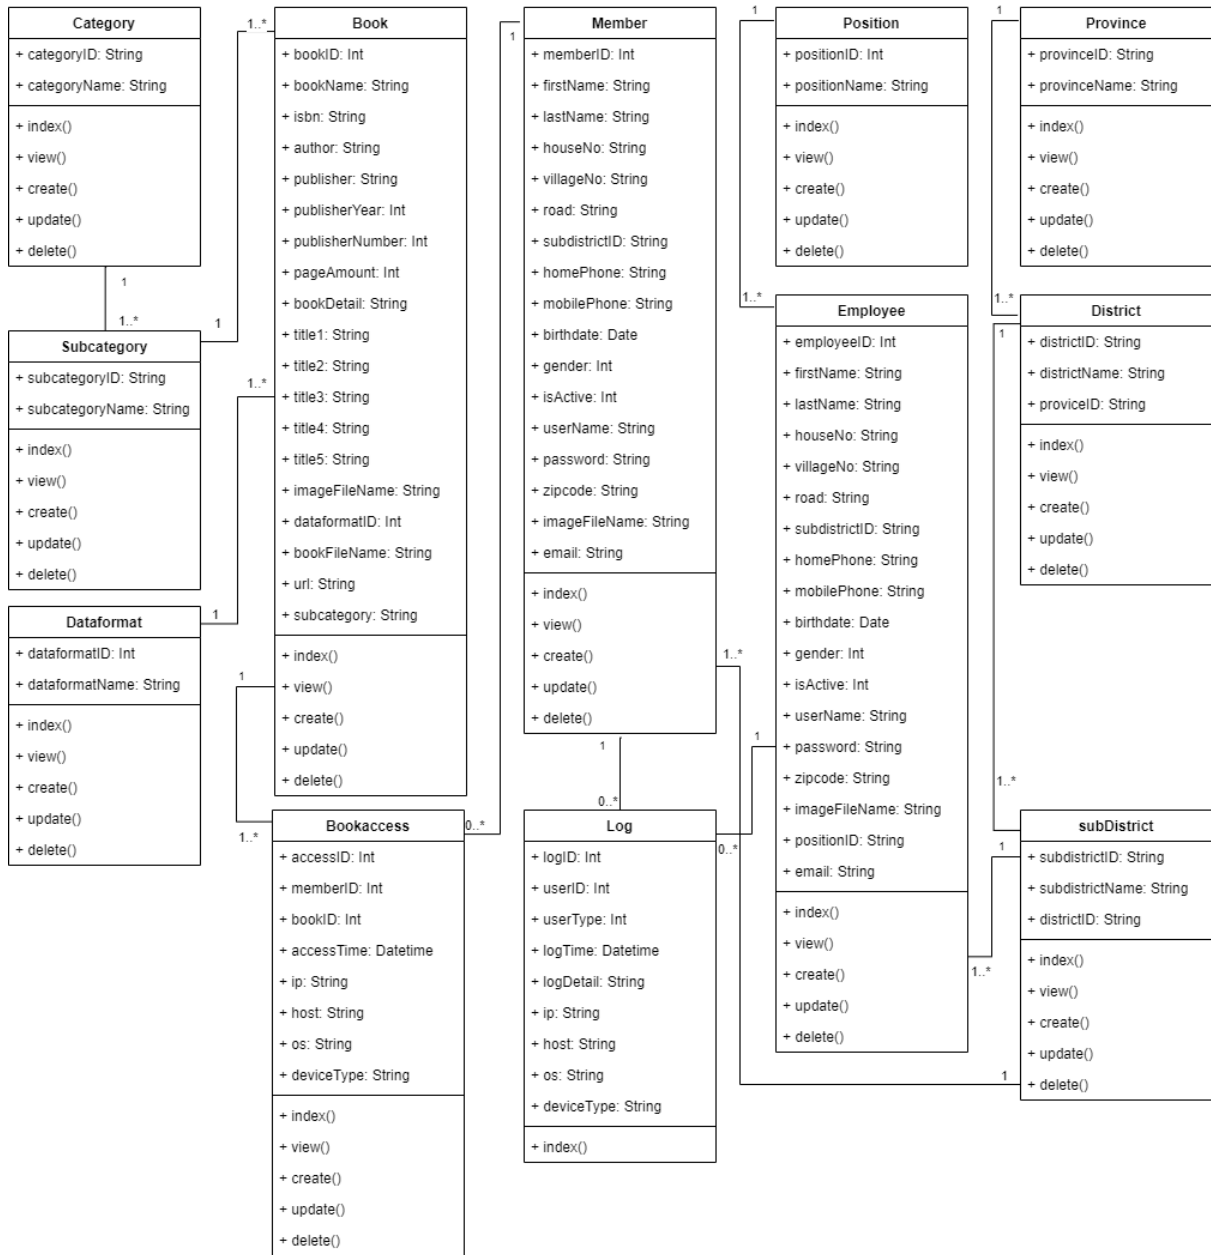 Category
+ categoryID: String
+ categoryName: String
+ index()
+ view()
+ create()
+ update()
+ delete()
1
1..*
Subcategory
+ subcategoryID: String
+ subcategoryName: String
+ index()
+ view()
+ create()
+ update()
+ delete()
1
1..*
Dataformat
+ dataformatID: Int
+ dataformatName: String
+ index()
+ view()
+ create()
+ update()
+ delete()
1
1..*
Book
+ bookID: Int
+ bookName: String
+ isbn: String
+ author: String
+ publisher: String
+ publisherYear: Int
+ publisherNumber: Int
+ pageAmount: Int
+ bookDetail: String
+ title1: String
+ title2: String
+ title3: String
+ title4: String
+ title5: String
+ imageFileName: String
+ dataformatID: Int
+ bookFileName: String
+ url: String
+ subcategory: String
+ index()
+ view()
+ create()
+ update()
+ delete()
1
1..*
Bookaccess
+ accessID: Int
+ memberID: Int
+ bookID: Int
+ accessTime: Datetime
+ ip: String
+ host: String
+ os: String
+ deviceType: String
+ index()
+ view()
+ create()
+ update()
+ delete()
0..*
1
Member
+ memberID: Int
+ firstName: String
+ lastName: String
+ houseNo: String
+ villageNo: String
+ road: String
+ subdistrictID: String
+ homePhone: String
+ mobilePhone: String
+ birthdate: Date
+ gender: Int
+ isActive: Int
+ userName: String
+ password: String
+ zipcode: String
+ imageFileName: String
+ email: String
+ index()
+ view()
+ create()
+ update()
+ delete()
1..*
1
0..*
Log
+ logID: Int
+ userID: Int
+ userType: Int
+ logTime: Datetime
+ logDetail: String
+ ip: String
+ host: String
+ os: String
+ deviceType: String
+ index()
0..*
1
1
Position
+ positionID: Int
+ positionName: String
+ index()
+ view()
+ create()
+ update()
+ delete()
1..*
Employee
+ employeeID: Int
+ firstName: String
+ lastName: String
+ houseNo: String
+ villageNo: String
+ road: String
+ subdistrictID: String
+ homePhone: String
+ mobilePhone: String
+ birthdate: Date
+ gender: Int
+ isActive: Int
+ userName: String
+ password: String
+ zipcode: String
+ imageFileName: String
+ positionID: String
+ email: String
+ index()
+ view()
+ create()
+ update()
+ delete()
1..*
1
1
Province
+ provinceID: String
+ provinceName: String
+ index()
+ view()
+ create()
+ update()
+ delete()
1..*
1
District
+ districtID: String
+ districtName: String
+ proviceID: String
+ index()
+ view()
+ create()
+ update()
+ delete()
1..*
1
subDistrict
+ subdistrictID: String
+ subdistrictName: String
+ districtID: String
+ index()
+ view()
+ create()
+ update()
+ delete()